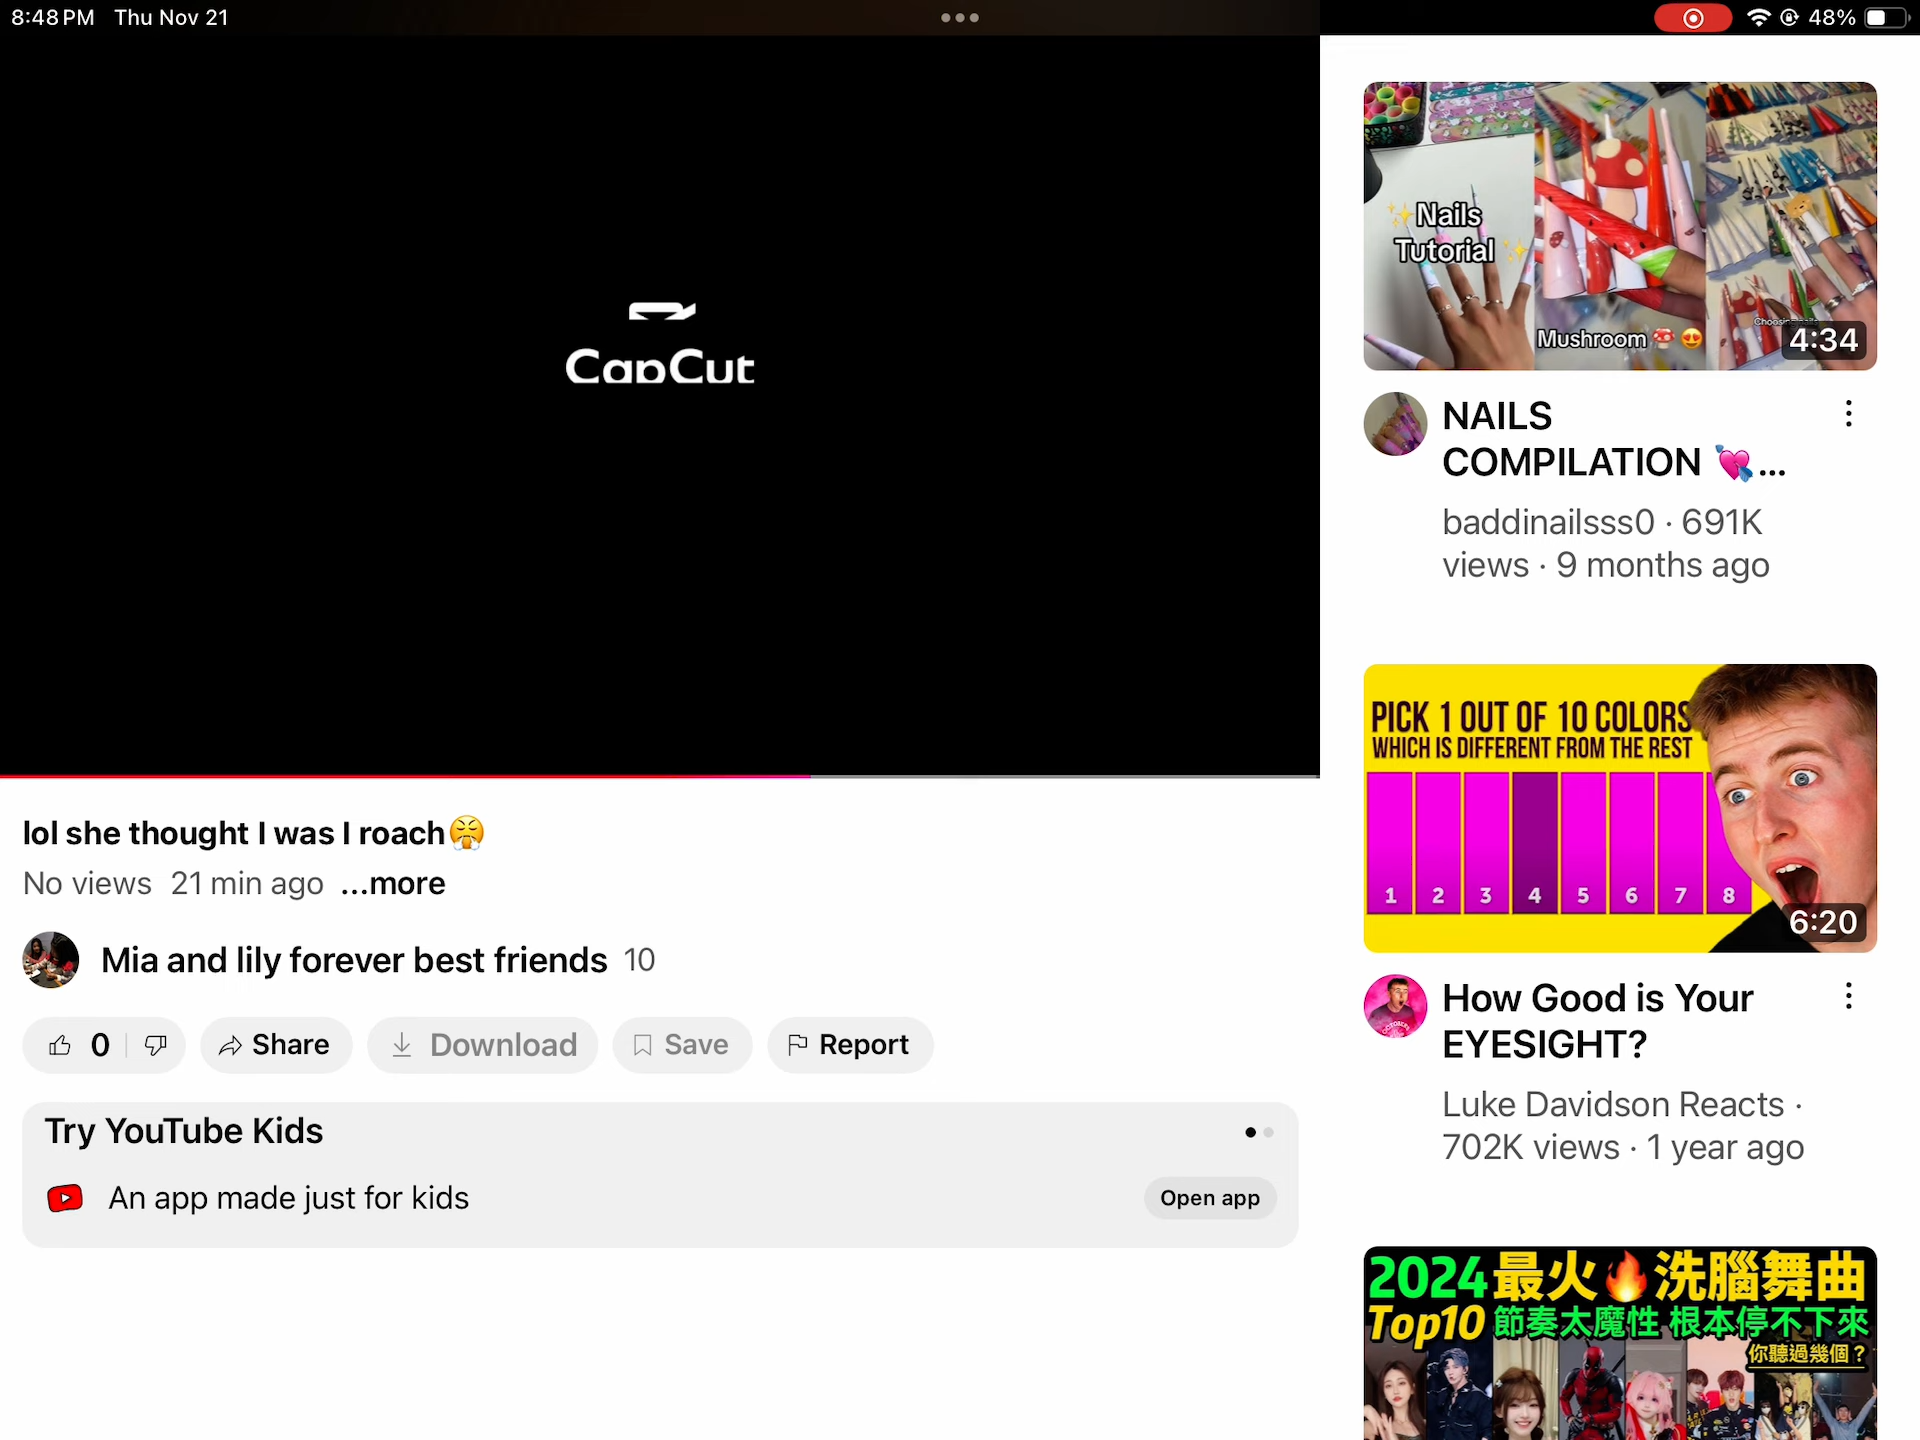 8:48 PM Thu Nov 21
48%
CapCut
lol she thought I was I roach😤
No views 21 min ago ...more
Mia and lily forever best friends 10
0
Share
Download
Save
Report
Try YouTube Kids
An app made just for kids
Open app
✨Nails
Tutorial✨
Mushroom🍄😍
Choosing nails
4:34
NAILS
COMPILATION 💘...
baddinailsss0 · 691K
views · 9 months ago
PICK 1 OUT OF 10 COLORS
WHICH IS DIFFERENT FROM THE REST
1 2 3 4 5 6 7 8
6:20
How Good is Your
EYESIGHT?
Luke Davidson Reacts ·
702K views · 1 year ago
2024最火🔥洗腦舞曲
Top10 節奏太魔性 根本停不下來
你聽過幾個？